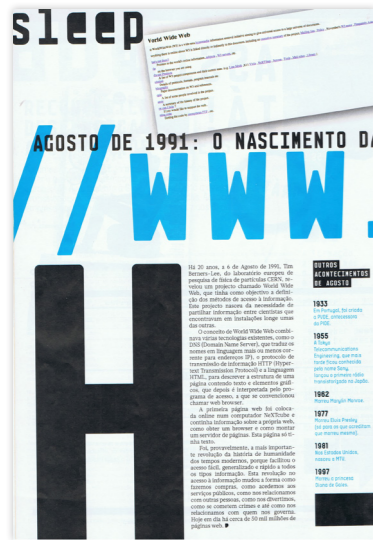 sleep
World Wide Web
AGOSTO DE 1991: O NASCIMENTO DA
//WWW.
H
Há 20 anos, a 6 de Agosto de 1991, Tim
Berners-Lee, do laboratório europeu de
pesquisa de física de partículas CERN, re-
velou um projecto chamado World Wide
Web, que tinha como objectivo a defini-
ção dos métodos de acesso à informação.
Este projecto nasceu da necessidade de
partilhar informação entre cientistas que
encontravam em instalações longe umas
das outras.
O conceito de World Wide Web combi-
nava várias tecnologias existentes, como o
DNS (Domain Name Server), que traduz os
nomes em linguagem mais ou menos cor-
rente para endereços IP), o protocolo de
transmissão de informação HTTP (Hyper-
text Transmission Protocol) e a linguagem
HTML, para descrever a estrutura de uma
página contendo texto e elementos gráfi-
cos, que depois é interpretada pelo pro-
grama de acesso, a que se convencionou
chamar web browser.
A primeira página web foi coloca-
da online num computador NeXTcube e
continha informação sobre a própria web,
como obter um browser e como montar
um servidor de páginas. Esta página só ti-
nha texto.
Foi, provavelmente, a mais importan-
te revolução da história de humanidade
dos tempos modernos, porque facilitou o
acesso fácil, generalizado e rápido a todos
os tipos informação. Esta revolução no
acesso à informação mudou a forma como
fazemos compras, como acedemos aos
serviços públicos, como nos relacionamos
com outras pessoas, como nos divertimos,
como se cometem crimes e até como nos
relacionamos com quem nos governa.
Hoje em dia há cerca de 50 mil milhões de
páginas web.
OUTROS
ACONTECIMENTOS
DE AGOSTO
1933
Em Portugal, foi criada
a PVDE, antecessora
da PIDE.
1955
A Tokyo
Telecommunications
Engineering, que mais
tarde ficou conhecida
pelo nome Sony,
lançou o primeiro rádio
transistorizado no Japão.
1962
Morreu Marylin Monroe.
1977
Morreu Elvis Presley
(ou para os que acreditam
que morreu mesmo).
1981
Nos Estados Unidos,
nasceu a MTV.
1997
Morreu a princesa
Diana de Gales.